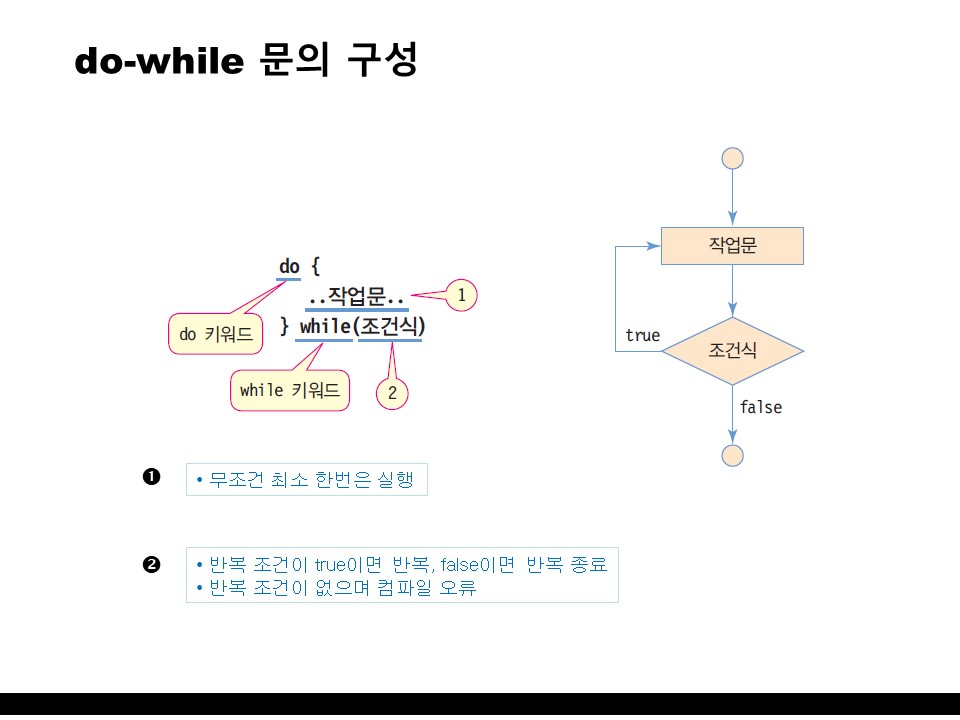 do-while 문의 구성
do {
..작업문..
1
} while(조건식)
do 키워드
while 키워드
2
작업문
조건식
true
false
❶
• 무조건 최소 한번은 실행
❷
• 반복 조건이 true이면 반복, false이면 반복 종료
• 반복 조건이 없으며 컴파일 오류